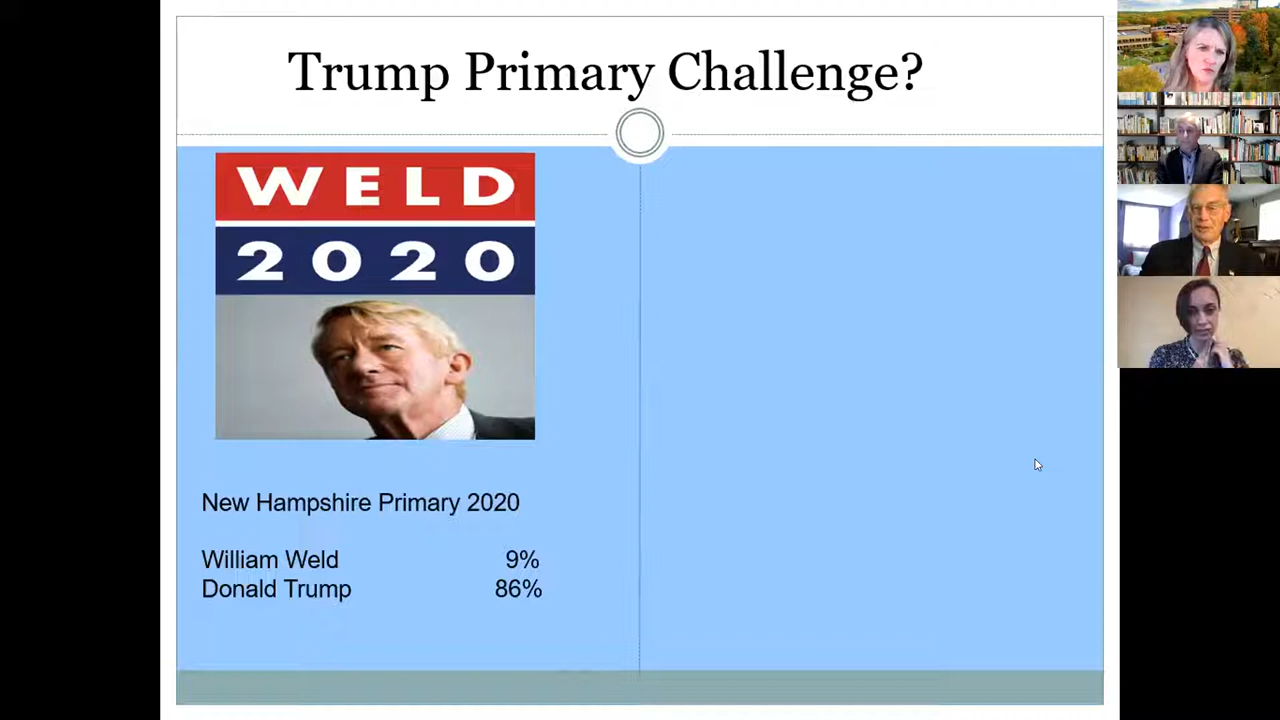 Trump Primary Challenge?
WELD
2020
New Hampshire Primary 2020
William Weld 9%
Donald Trump 86%